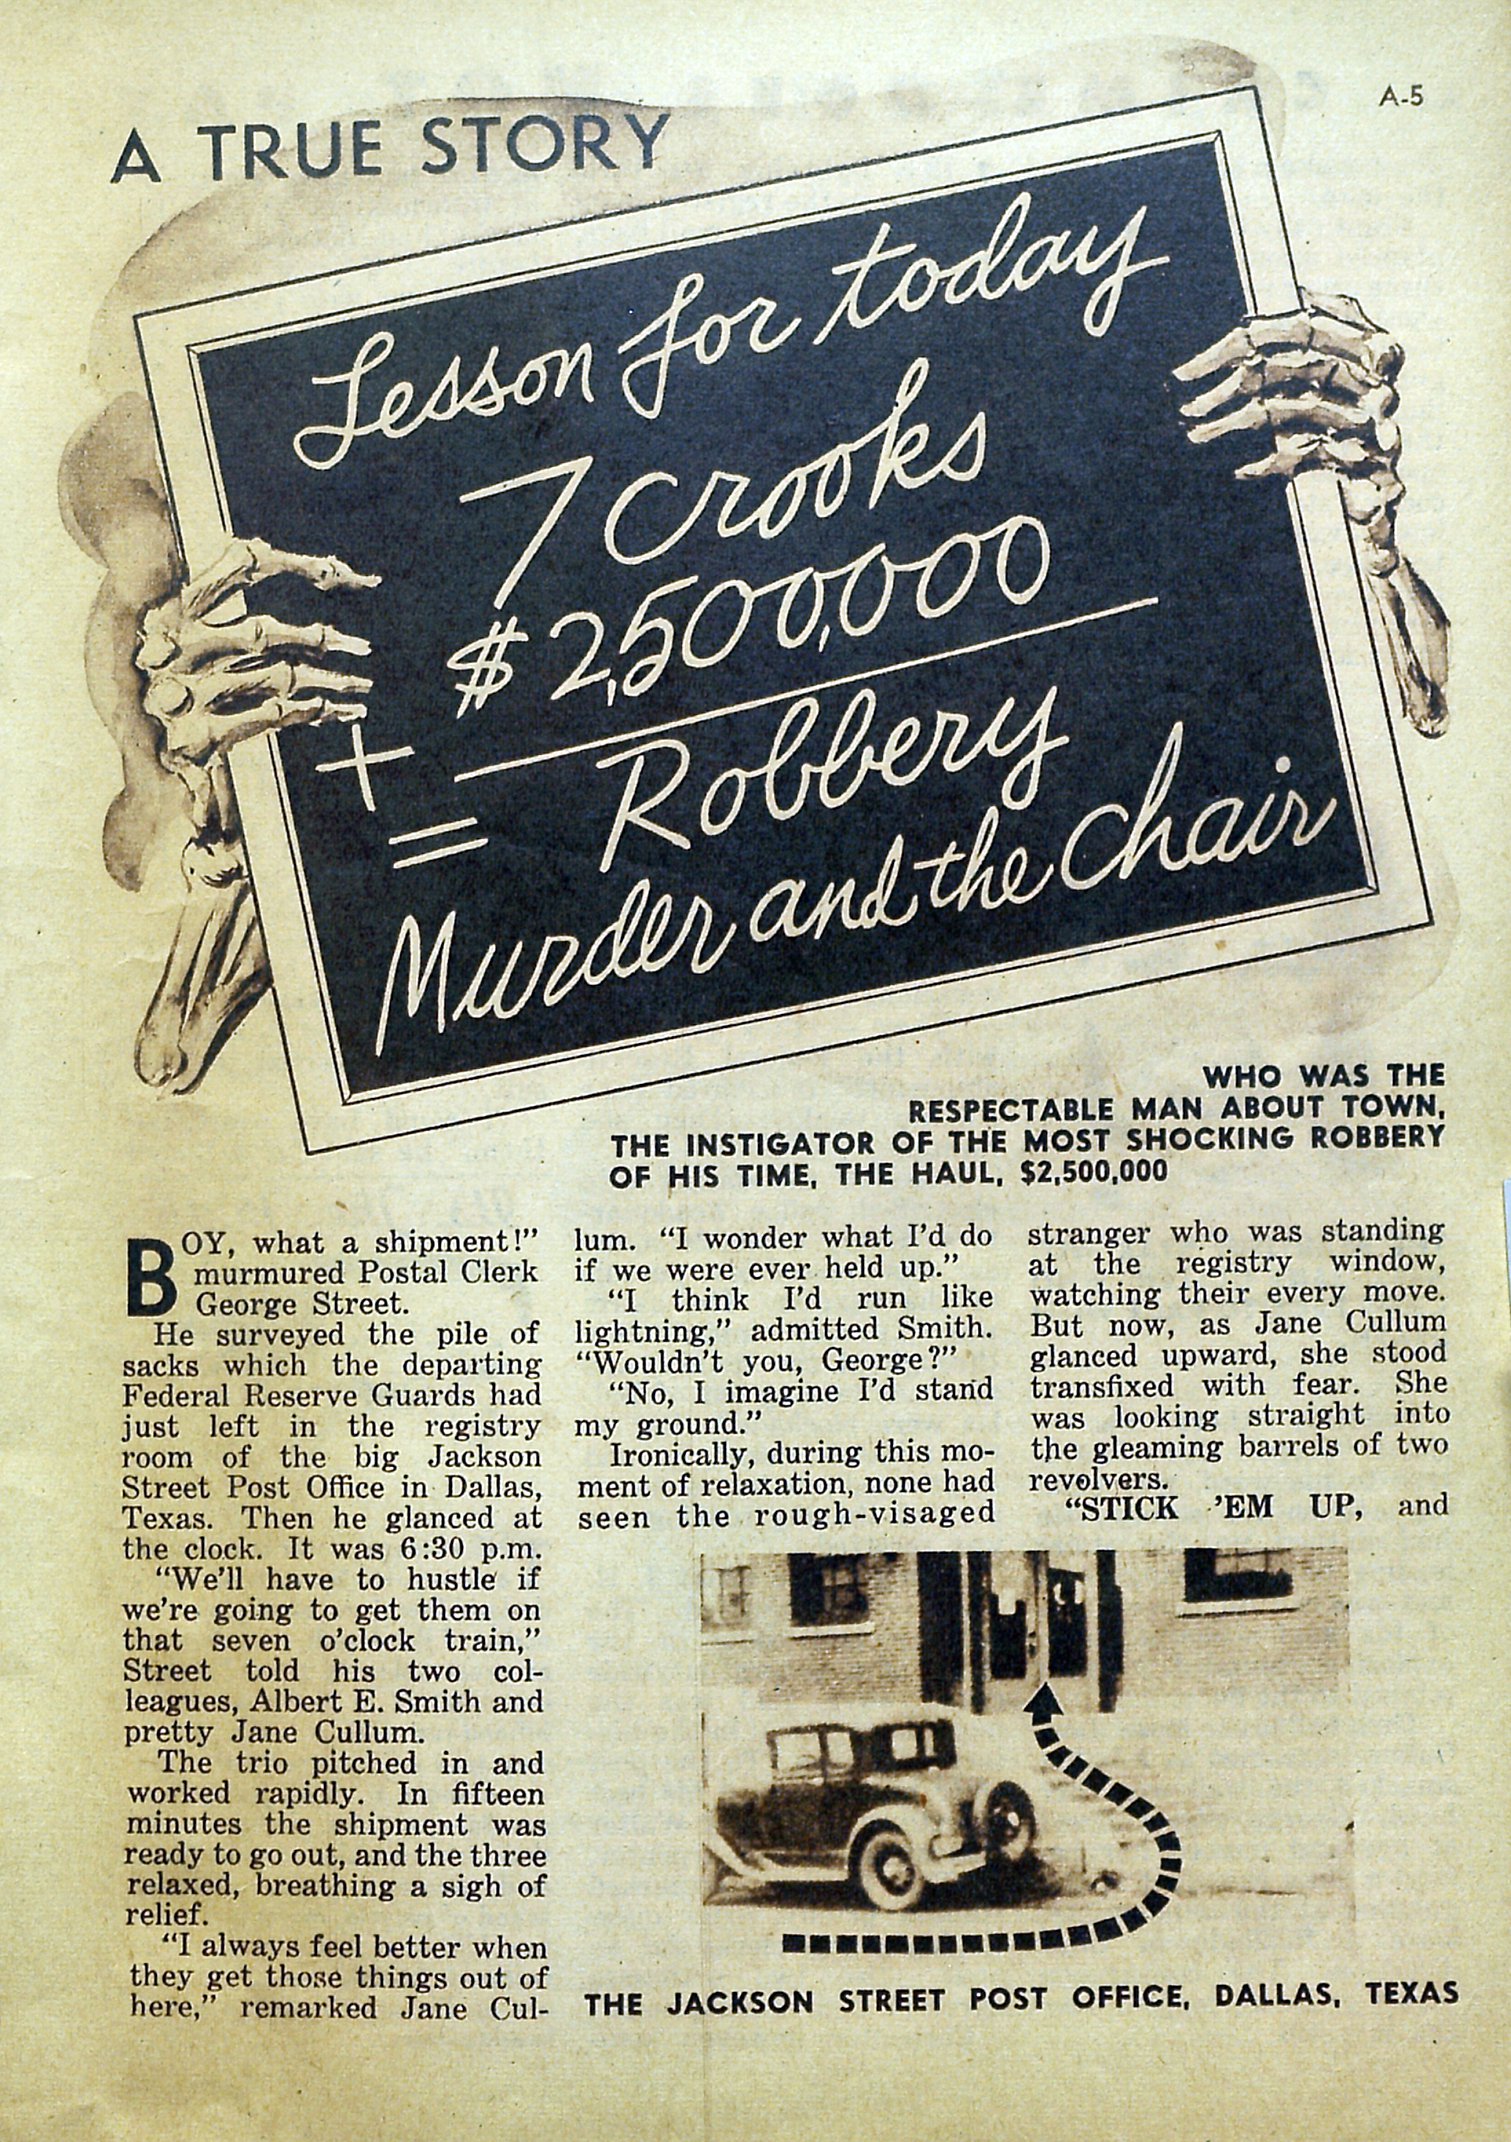 A-5
A TRUE STORY
Lesson for today
7 Crooks
$2,500,000
+
= Robbery
Murder and the Chair
WHO WAS THE
RESPECTABLE MAN ABOUT TOWN,
THE INSTIGATOR OF THE MOST SHOCKING ROBBERY
OF HIS TIME, THE HAUL, $2,500,000
BOY, what a shipment!"
murmured Postal Clerk
George Street.
He surveyed the pile of
sacks which the departing
Federal Reserve Guards had
just left in the registry
room of the big Jackson
Street Post Office in Dallas,
Texas. Then he glanced at
the clock. It was 6:30 p.m.
"We'll have to hustle if
we're going to get them on
that seven o'clock train,"
Street told his two col-
leagues, Albert E. Smith and
pretty Jane Cullum.
The trio pitched in and
worked rapidly. In fifteen
minutes the shipment was
ready to go out, and the three
relaxed, breathing a sigh of
relief.
"I always feel better when
they get those things out of
here," remarked Jane Cul-
lum. "I wonder what I'd do
if we were ever held up."
"I think I'd run like
lightning," admitted Smith.
"Wouldn't you, George?"
"No, I imagine I'd stand
my ground."
Ironically, during this mo-
ment of relaxation, none had
seen the rough-visaged
stranger who was standing
at the registry window,
watching their every move.
But now, as Jane Cullum
glanced upward, she stood
transfixed with fear. She
was looking straight into
the gleaming barrels of two
revolvers.
"STICK 'EM UP, and
THE JACKSON STREET POST OFFICE, DALLAS, TEXAS